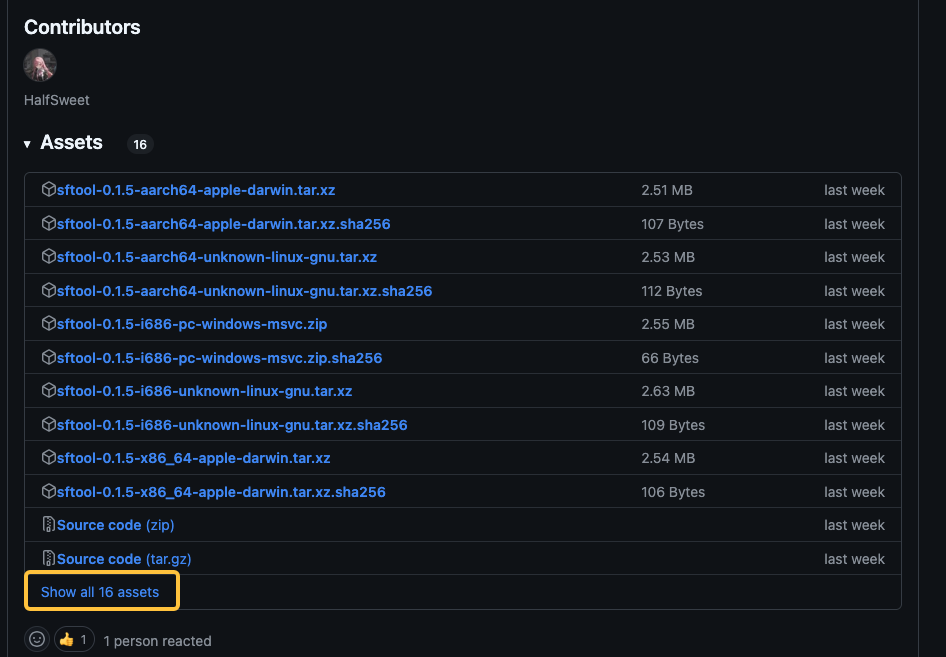 Contributors
HalfSweet
Assets 16
sftool-0.1.5-aarch64-apple-darwin.tar.xz 2.51 MB last week
sftool-0.1.5-aarch64-apple-darwin.tar.xz.sha256 107 Bytes last week
sftool-0.1.5-aarch64-unknown-linux-gnu.tar.xz 2.53 MB last week
sftool-0.1.5-aarch64-unknown-linux-gnu.tar.xz.sha256 112 Bytes last week
sftool-0.1.5-i686-pc-windows-msvc.zip 2.55 MB last week
sftool-0.1.5-i686-pc-windows-msvc.zip.sha256 66 Bytes last week
sftool-0.1.5-i686-unknown-linux-gnu.tar.xz 2.63 MB last week
sftool-0.1.5-i686-unknown-linux-gnu.tar.xz.sha256 109 Bytes last week
sftool-0.1.5-x86_64-apple-darwin.tar.xz 2.54 MB last week
sftool-0.1.5-x86_64-apple-darwin.tar.xz.sha256 106 Bytes last week
Source code (zip) last week
Source code (tar.gz) last week
Show all 16 assets
1 1 person reacted